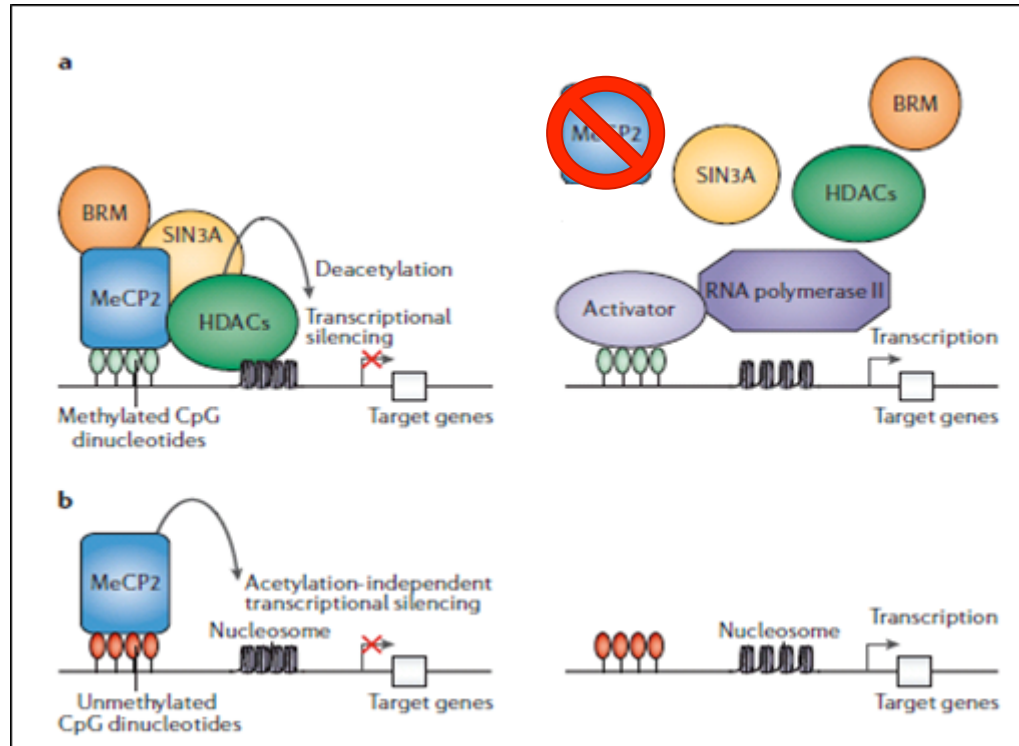 a
BRM
SIN3A
MeCP2
HDACs
Deacetylation
Transcriptional
silencing
Methylated CpG
dinucleotides
Target genes
MeCP2
SIN3A
BRM
HDACs
Activator
RNA polymerase II
Transcription
Target genes
b
MeCP2
Acetylation-independent
transcriptional silencing
Nucleosome
Unmethylated
CpG dinucleotides
Target genes
Nucleosome
Transcription
Target genes